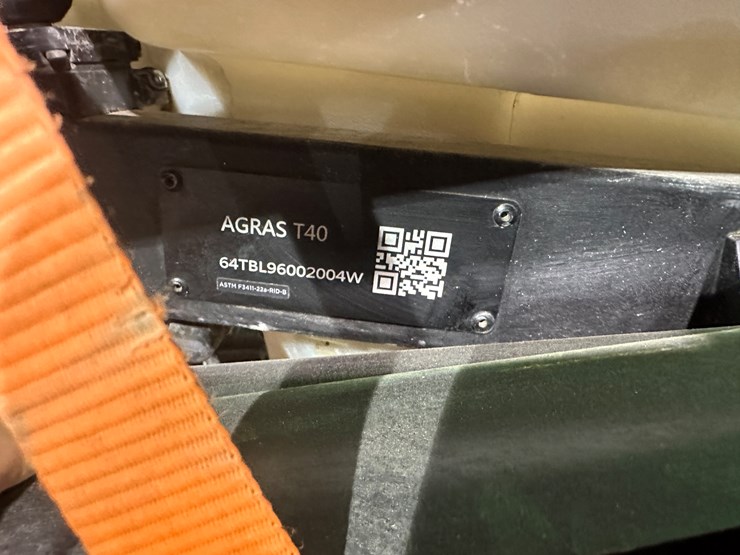 AGRAS T40
64TBL96002004W
ASTM F3411-22a-RID-B